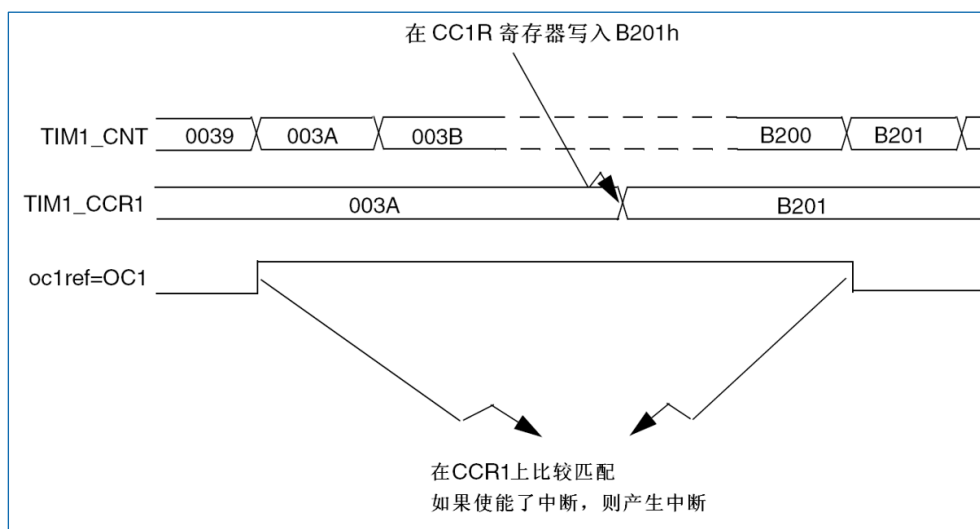 在 CC1R 寄存器写入 B201h
TIM1_CNT 0039 003A 003B B200 B201
TIM1_CCR1 003A B201
oc1ref=OC1
在CCR1上比较匹配
如果使能了中断，则产生中断